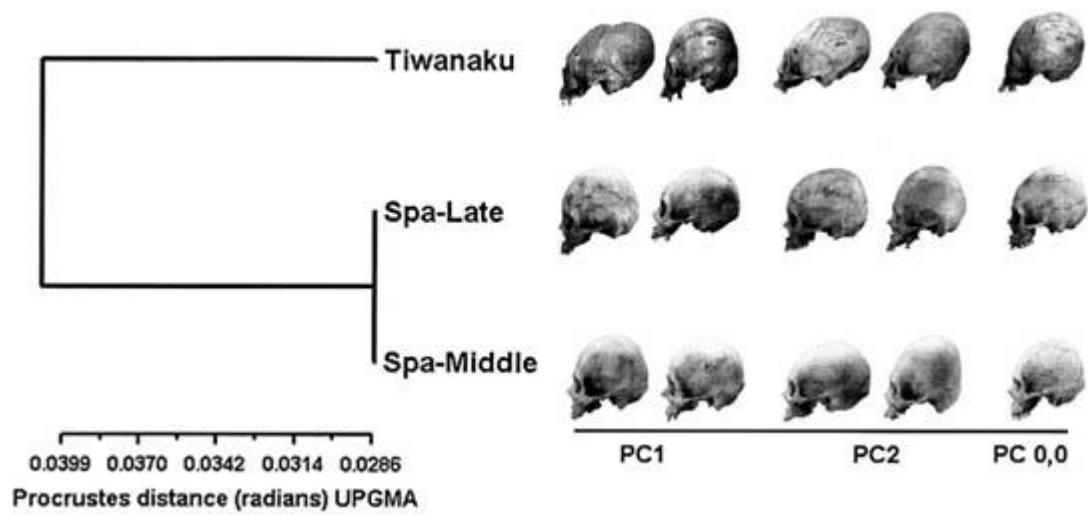 Tiwanaku
Spa-Late
Spa-Middle
PC1 PC2 PC 0,0
0.0399 0.0370 0.0342 0.0314 0.0286
Procrustes distance (radians) UPGMA